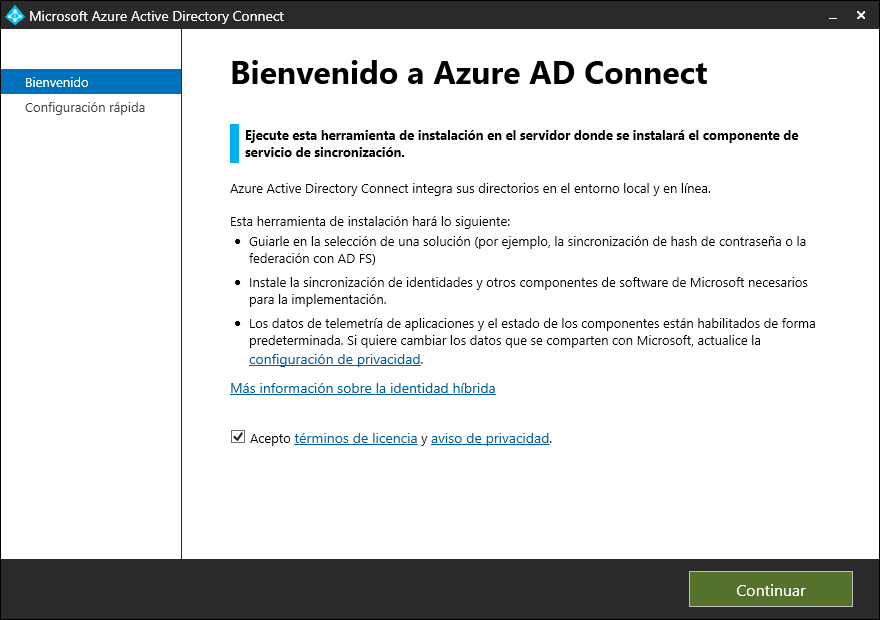 Microsoft Azure Active Directory Connect
Bienvenido
Configuración rápida
Bienvenido a Azure AD Connect
Ejecute esta herramienta de instalación en el servidor donde se instalará el componente de
servicio de sincronización.
Azure Active Directory Connect integra sus directorios en el entorno local y en línea.
Esta herramienta de instalación hará lo siguiente:
• Guiarle en la selección de una solución (por ejemplo, la sincronización de hash de contraseña o la
federación con AD FS)
• Instale la sincronización de identidades y otros componentes de software de Microsoft necesarios
para la implementación.
• Los datos de telemetría de aplicaciones y el estado de los componentes están habilitados de forma
predeterminada. Si quiere cambiar los datos que se comparten con Microsoft, actualice la
configuración de privacidad.
Más información sobre la identidad híbrida
Acepto términos de licencia y aviso de privacidad.
Continuar